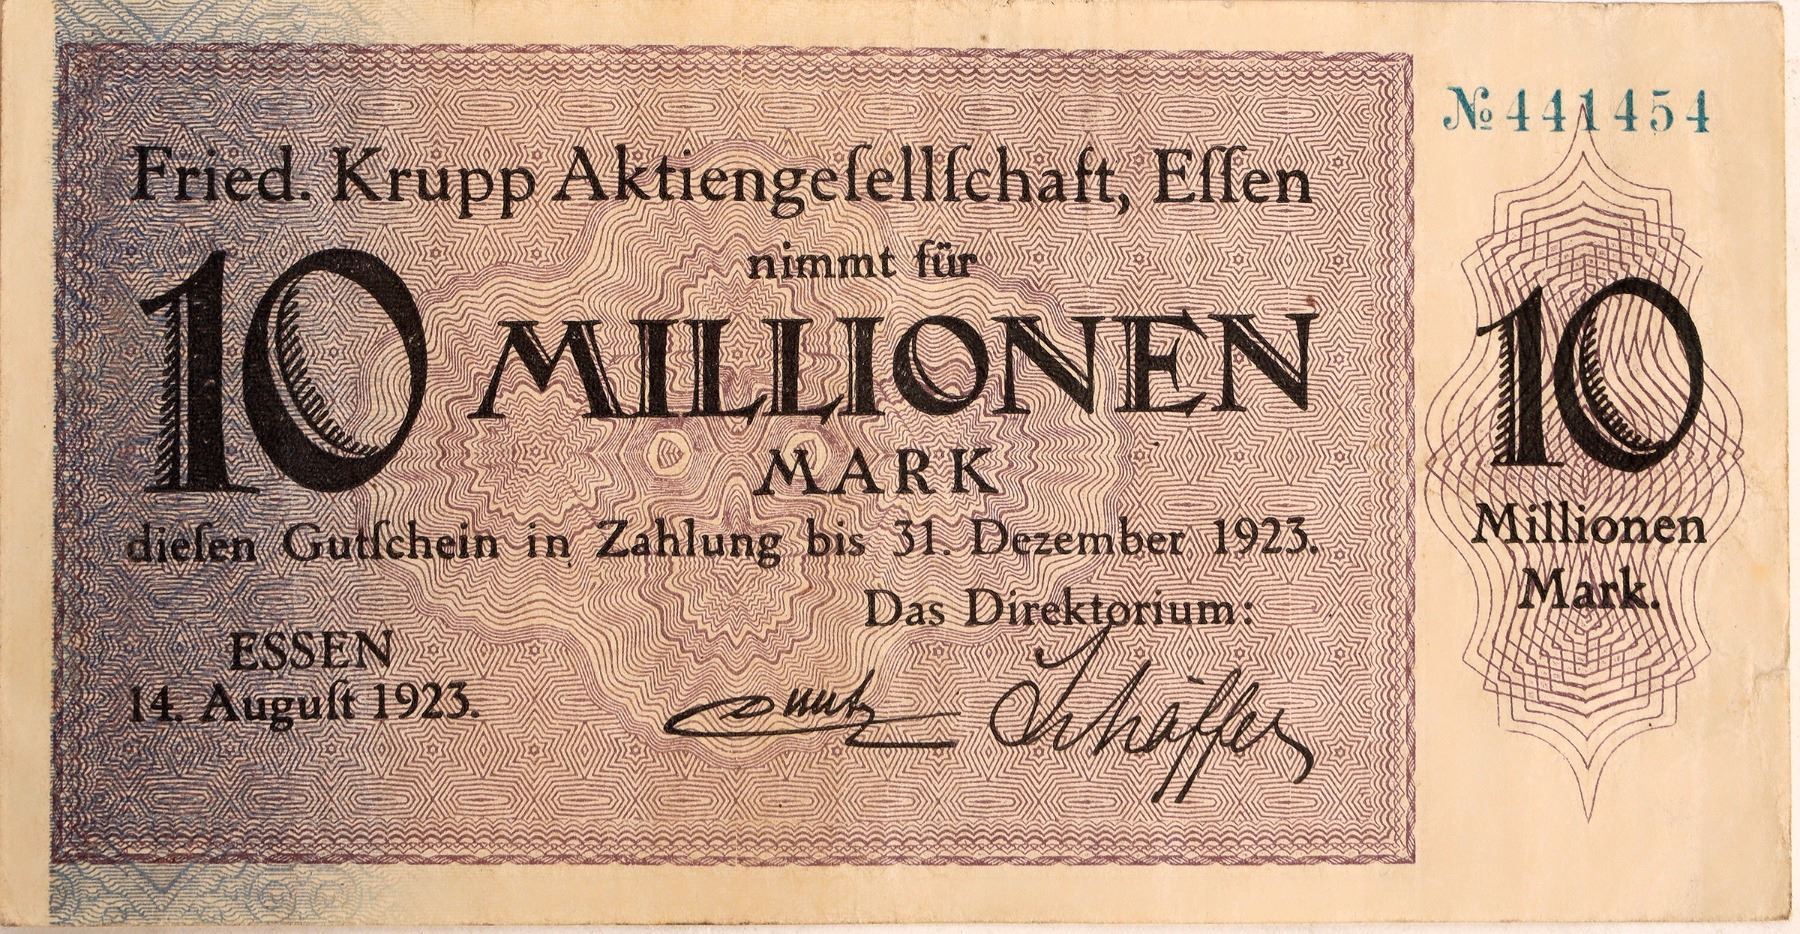 № 441454
Fried. Krupp Aktiengeſellſchaft, Eſſen
nimmt für
10 MILLIONEN
MARK
dieſen Gutſchein in Zahlung bis 31. Dezember 1923.
Das Direktorium:
ESSEN
14. Auguſt 1923.
Schäffer
10
Millionen
Mark.